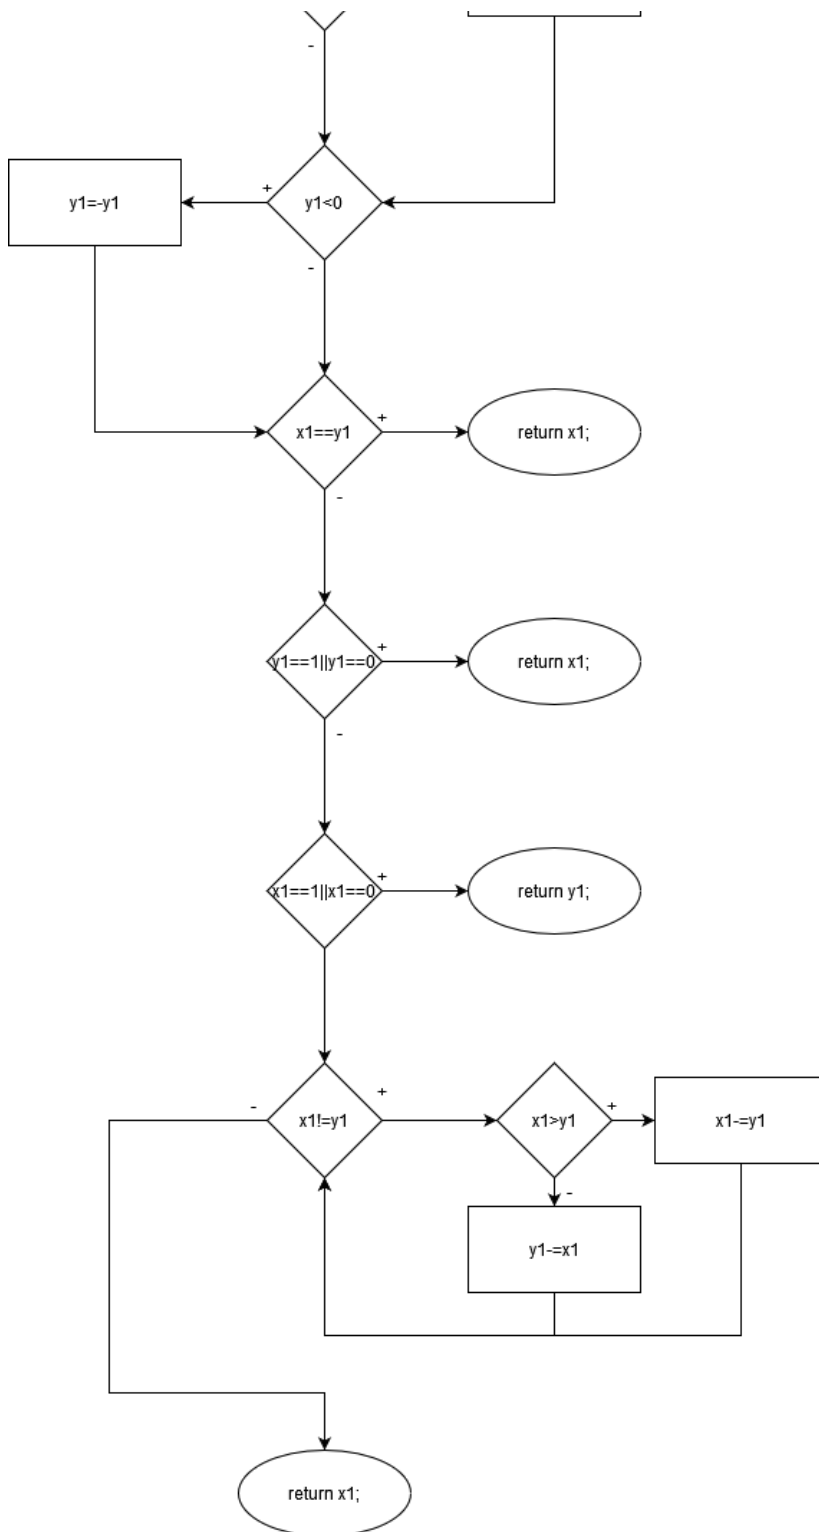 -
y1=-y1
+
y1<0
-
x1==y1
+
return x1;
-
y1==1||y1==0
+
return x1;
-
x1==1||x1==0
+
return y1;
-
x1!=y1
+
x1>y1
+
x1-=y1
-
y1-=x1
return x1;